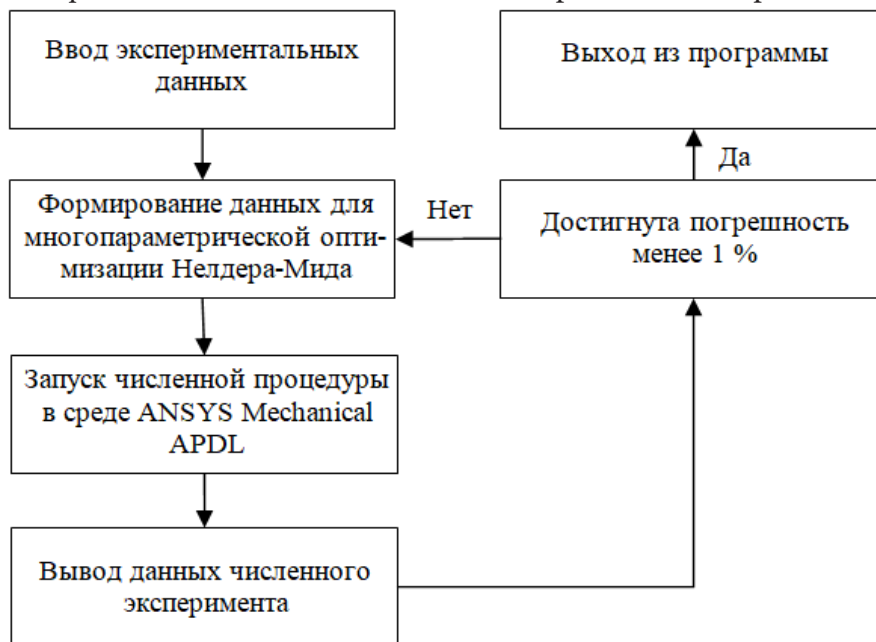 Ввод экспериментальных
данных
Формирование данных для
многопараметрической опти-
мизации Нелдера-Мида
Запуск численной процедуры
в среде ANSYS Mechanical
APDL
Вывод данных численного
эксперимента
Выход из программы
Да
Достигнута погрешность
менее 1 %
Нет